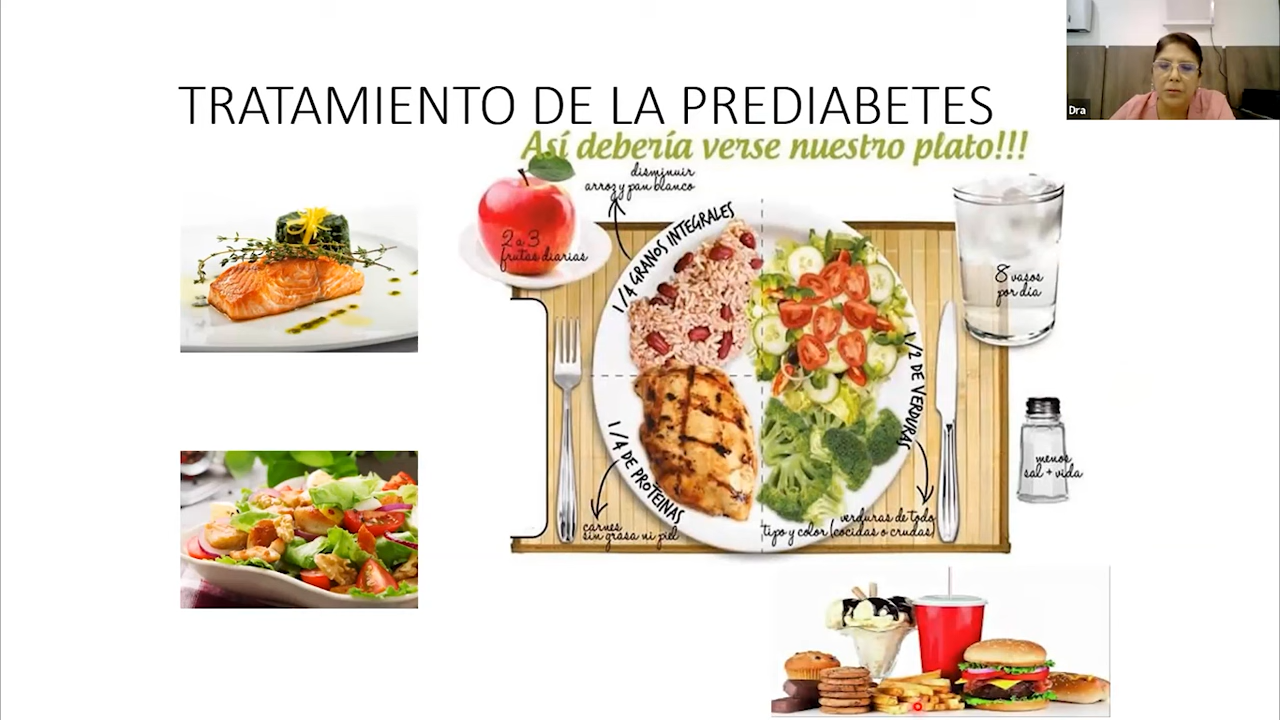 Dra
TRATAMIENTO DE LA PREDIABETES
Así debería verse nuestro plato!!!
disminuir
arroz y pan blanco
2 a 3
frutas diarias
1/4 GRANOS INTEGRALES
8 vasos
por día
1/2 DE VERDURAS
1/4 DE PROTEINAS
menos
sal + vida
carnes
sin grasa ni piel
verduras de todo
tipo y color (cocidas o crudas)